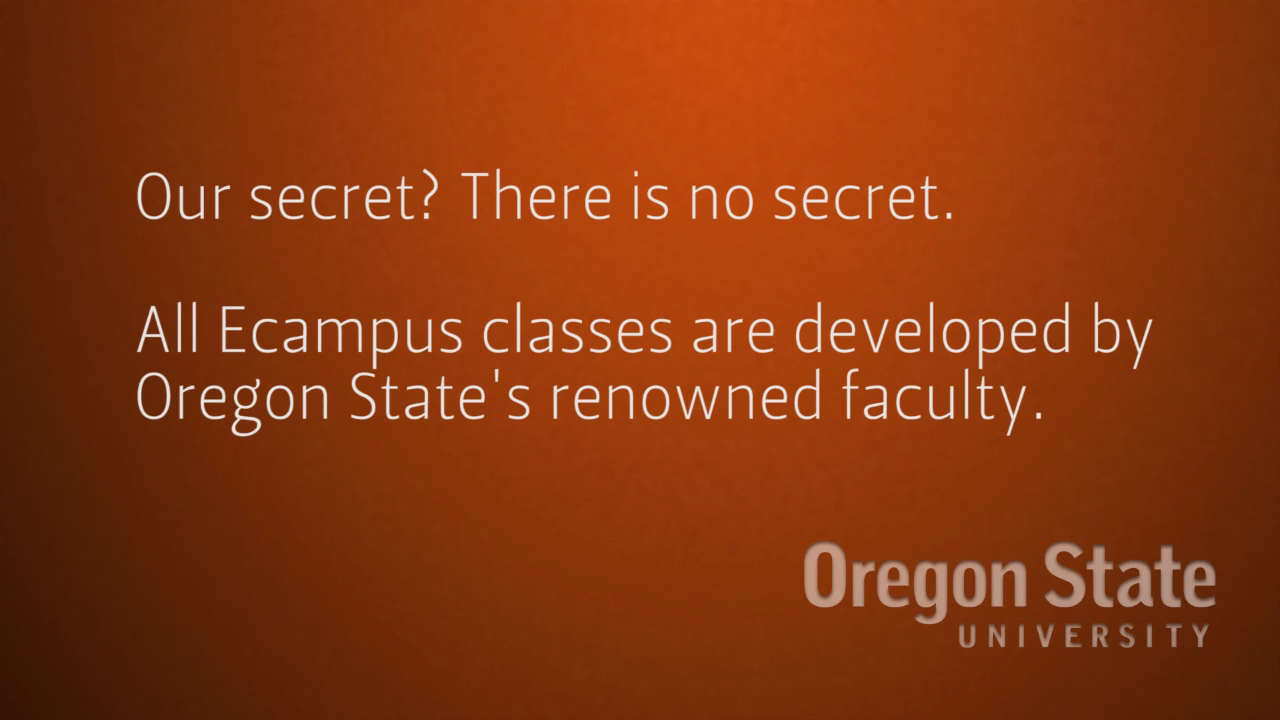 Our secret? There is no secret.
All Ecampus classes are developed by
Oregon State's renowned faculty.
Oregon State
UNIVERSITY